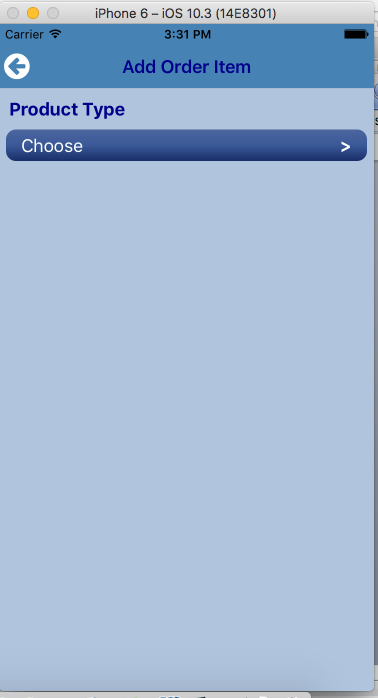 iPhone 6 – iOS 10.3 (14E8301)
Carrier 3:31 PM
Add Order Item
Product Type
Choose >